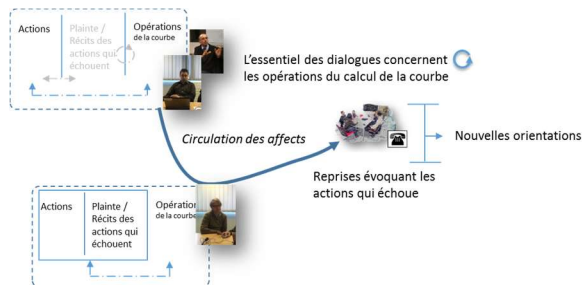 Actions
Plainte /
Récits des
actions qui
échouent
Opérations
de la courbe
L'essentiel des dialogues concernent
les opérations du calcul de la courbe
Circulation des affects
Nouvelles orientations
Reprises évoquant les
actions qui échoue
Actions
Plainte /
Récits des
actions qui
échouent
Opération
de la courbe